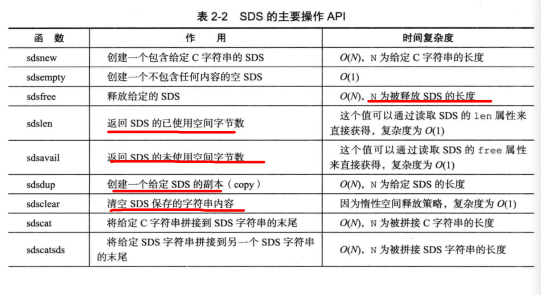 表 2-2 SDS 的主要操作 API
函 数 作 用 时间复杂度
sdsnew 创建一个包含给定 C 字符串的 SDS O(N),N 为给定 C 字符串的长度
sdsempty 创建一个不包含任何内容的空 SDS O(1)
sdsfree 释放给定的 SDS O(N),N 为被释放 SDS 的长度
sdslen 返回 SDS 的已使用空间字节数 这个值可以通过读取 SDS 的 len 属性来
直接获得,复杂度为 O(1)
sdsavail 返回 SDS 的未使用空间字节数 这个值可以通过读取 SDS 的 free 属性
来直接获得,复杂度为 O(1)
sdsdup 创建一个给定 SDS 的副本(copy) O(N),N 为给定 SDS 的长度
sdsclear 清空 SDS 保存的字符串内容 因为惰性空间释放策略,复杂度为 O(1)
sdscat 将给定 C 字符串拼接到 SDS 字符串的末尾 O(N),N 为被拼接 C 字符串的长度
sdscatsds 将给定 SDS 字符串拼接到另一个 SDS 字符串
的末尾 O(N),N 为被拼接 SDS 字符串的长度